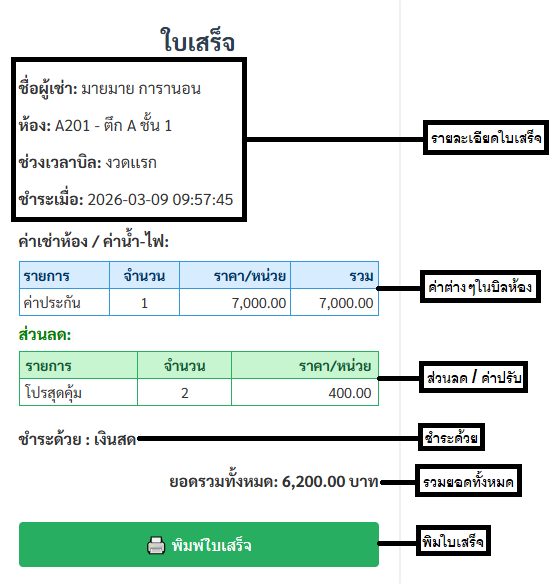 ใบเสร็จ
ชื่อผู้เช่า: มายมาย การานอน
ห้อง: A201 - ตึก A ชั้น 1
รายละเอียดใบเสร็จ
ช่วงเวลาบิล: งวดแรก
ชำระเมื่อ: 2026-03-09 09:57:45
ค่าเช่าห้อง / ค่าน้ำ-ไฟ:
รายการ จำนวน ราคา/หน่วย รวม
ค่าประกัน 1 7,000.00 7,000.00
ค่าต่างๆในบิลห้อง
ส่วนลด:
รายการ จำนวน ราคา/หน่วย
โปรสุดคุ้ม 2 400.00
ส่วนลด / ค่าปรับ
ชำระด้วย : เงินสด
ชำระด้วย
ยอดรวมทั้งหมด: 6,200.00 บาท
รวมยอดทั้งหมด
พิมพ์ใบเสร็จ
พิมใบเสร็จ